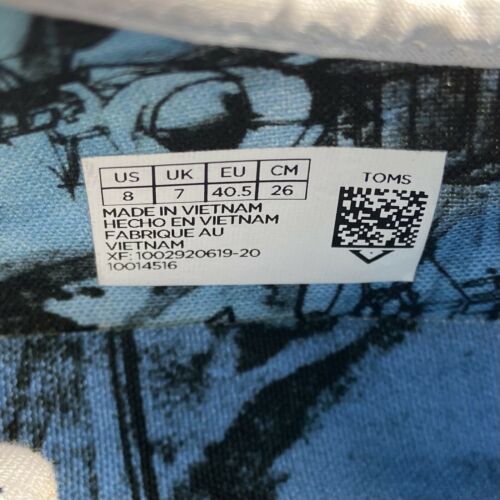 US UK EU CM
8 7 40.5 26
TOMS
MADE IN VIETNAM
HECHO EN VIETNAM
FABRIQUE AU
VIETNAM
XF: 1002920619-20
10014516